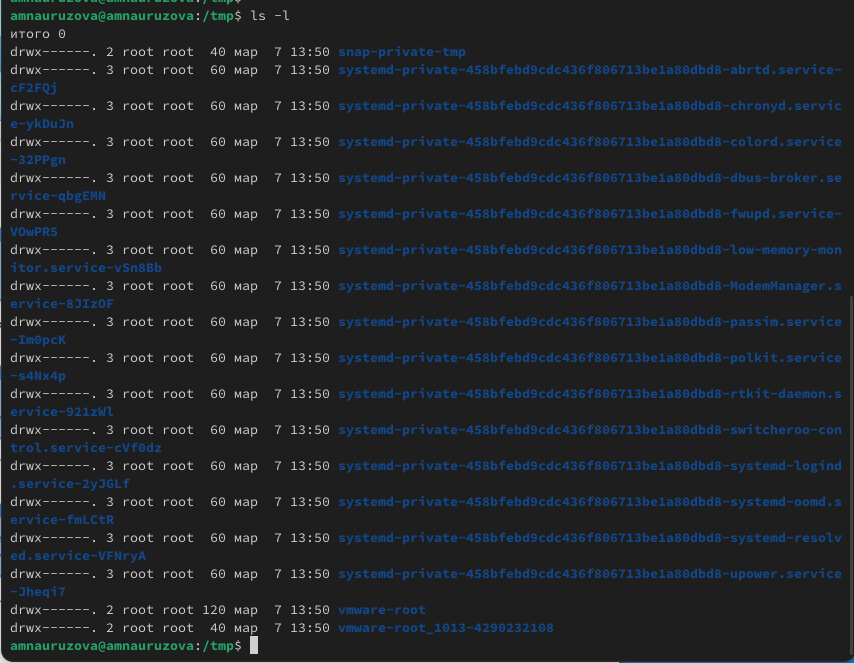 amnauruzova@amnauruzova:/tmp$ ls -l
итого 0
drwx------. 2 root root  40 мар  7 13:50 snap-private-tmp
drwx------. 3 root root  60 мар  7 13:50 systemd-private-458bfebd9cdc436f806713be1a80dbd8-abrtd.service-
cF2FQj
drwx------. 3 root root  60 мар  7 13:50 systemd-private-458bfebd9cdc436f806713be1a80dbd8-chronyd.servic
e-ykDuJn
drwx------. 3 root root  60 мар  7 13:50 systemd-private-458bfebd9cdc436f806713be1a80dbd8-colord.service
-32PPgn
drwx------. 3 root root  60 мар  7 13:50 systemd-private-458bfebd9cdc436f806713be1a80dbd8-dbus-broker.se
rvice-qbgEMN
drwx------. 3 root root  60 мар  7 13:50 systemd-private-458bfebd9cdc436f806713be1a80dbd8-fwupd.service-
VOwPR5
drwx------. 3 root root  60 мар  7 13:50 systemd-private-458bfebd9cdc436f806713be1a80dbd8-low-memory-mon
itor.service-vSn8Bb
drwx------. 3 root root  60 мар  7 13:50 systemd-private-458bfebd9cdc436f806713be1a80dbd8-ModemManager.s
ervice-8JIzOF
drwx------. 3 root root  60 мар  7 13:50 systemd-private-458bfebd9cdc436f806713be1a80dbd8-passim.service
-Im0pcK
drwx------. 3 root root  60 мар  7 13:50 systemd-private-458bfebd9cdc436f806713be1a80dbd8-polkit.service
-s4Nx4p
drwx------. 3 root root  60 мар  7 13:50 systemd-private-458bfebd9cdc436f806713be1a80dbd8-rtkit-daemon.s
ervice-921zWl
drwx------. 3 root root  60 мар  7 13:50 systemd-private-458bfebd9cdc436f806713be1a80dbd8-switcheroo-con
trol.service-cVf0dz
drwx------. 3 root root  60 мар  7 13:50 systemd-private-458bfebd9cdc436f806713be1a80dbd8-systemd-logind
.service-2yJGLf
drwx------. 3 root root  60 мар  7 13:50 systemd-private-458bfebd9cdc436f806713be1a80dbd8-systemd-oomd.s
ervice-fmLCtR
drwx------. 3 root root  60 мар  7 13:50 systemd-private-458bfebd9cdc436f806713be1a80dbd8-systemd-resolv
ed.service-VFNryA
drwx------. 3 root root  60 мар  7 13:50 systemd-private-458bfebd9cdc436f806713be1a80dbd8-upower.service
-Jheqi7
drwx------. 2 root root 120 мар  7 13:50 vmware-root
drwx------. 2 root root  40 мар  7 13:50 vmware-root_1013-4290232108
amnauruzova@amnauruzova:/tmp$